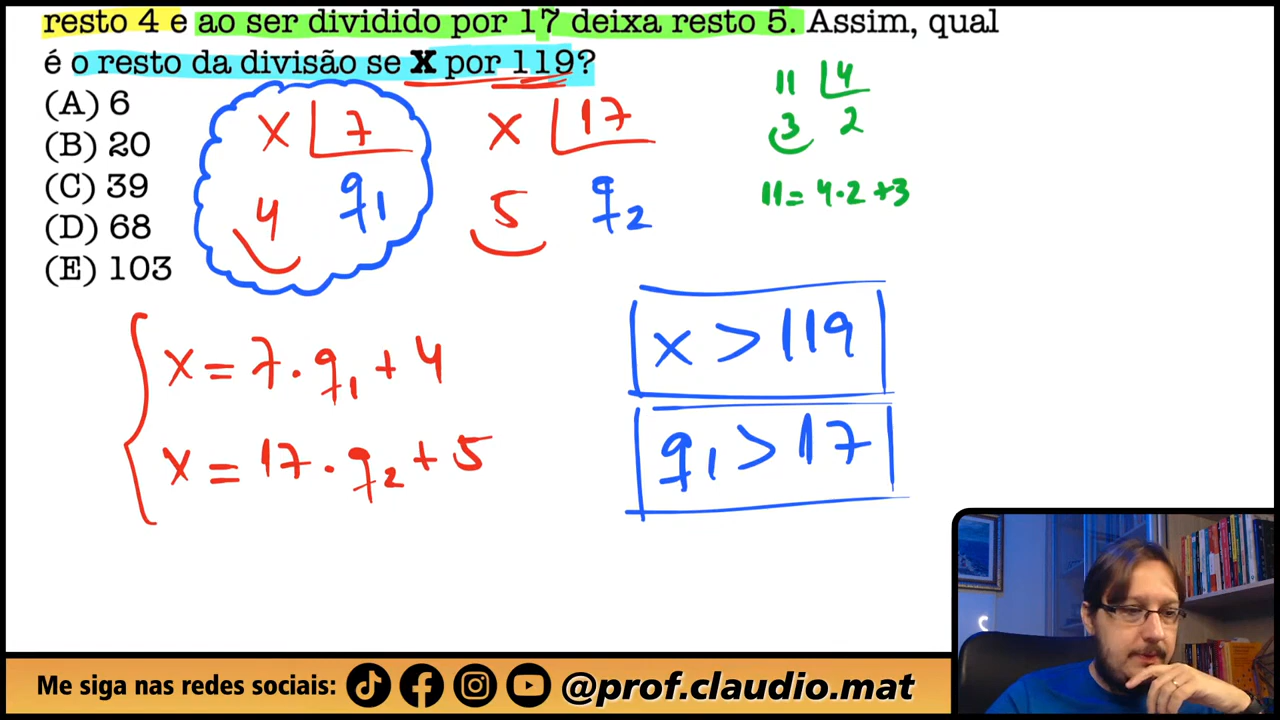 resto 4 e ao ser dividido por 17 deixa resto 5. Assim, qual
é o resto da divisão se X por 119?
(A) 6
(B) 20
(C) 39
(D) 68
(E) 103
x 7
4 q1
x 17
5 q2
11 4
3 2
11 = 4·2 + 3
x = 7·q1 + 4
x = 17·q2 + 5
x > 119
q1 > 17
Me siga nas redes sociais: @prof.claudio.mat